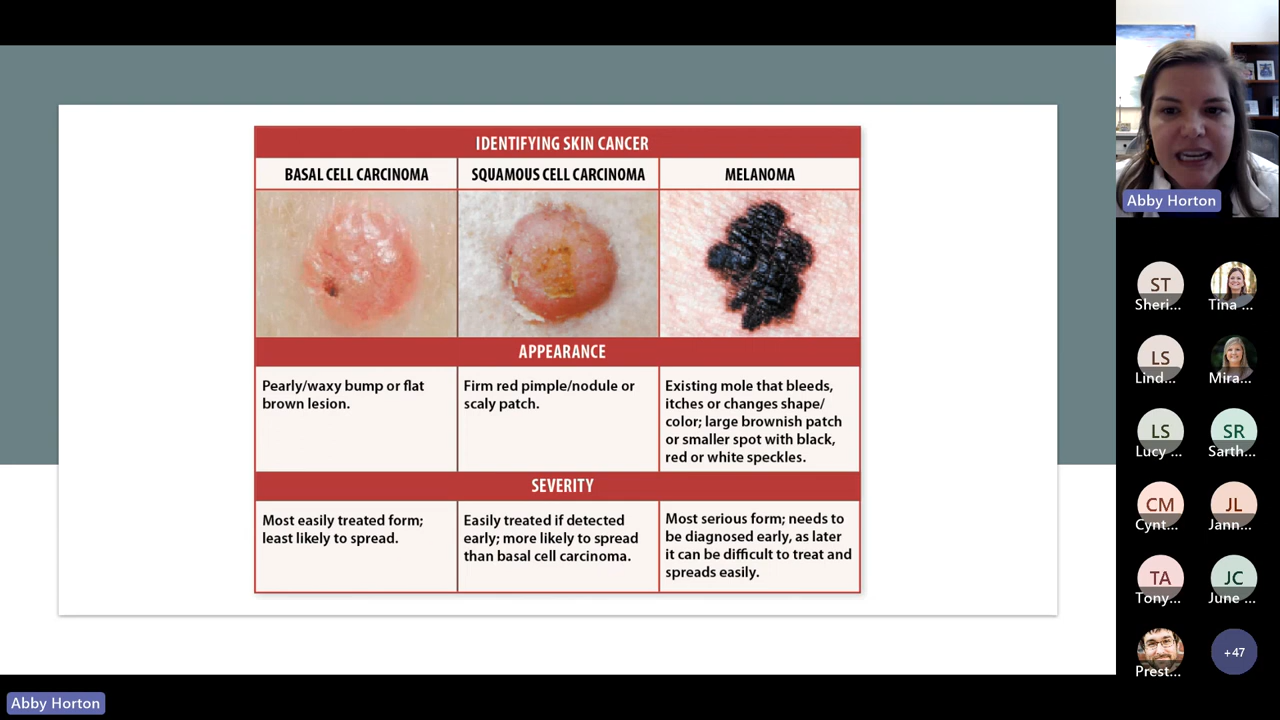 IDENTIFYING SKIN CANCER
BASAL CELL CARCINOMA
SQUAMOUS CELL CARCINOMA
MELANOMA
APPEARANCE
Pearly/waxy bump or flat
brown lesion.
Firm red pimple/nodule or
scaly patch.
Existing mole that bleeds,
itches or changes shape/
color; large brownish patch
or smaller spot with black,
red or white speckles.
SEVERITY
Most easily treated form;
least likely to spread.
Easily treated if detected
early; more likely to spread
than basal cell carcinoma.
Most serious form; needs to
be diagnosed early, as later
it can be difficult to treat and
spreads easily.
Abby Horton
ST
Sheri...
Tina ...
LS
Lind...
Mira...
LS
Lucy ...
SR
Sarth...
CM
Cynt...
JL
Jann...
TA
Tony...
JC
June ...
Prest...
+47
Abby Horton